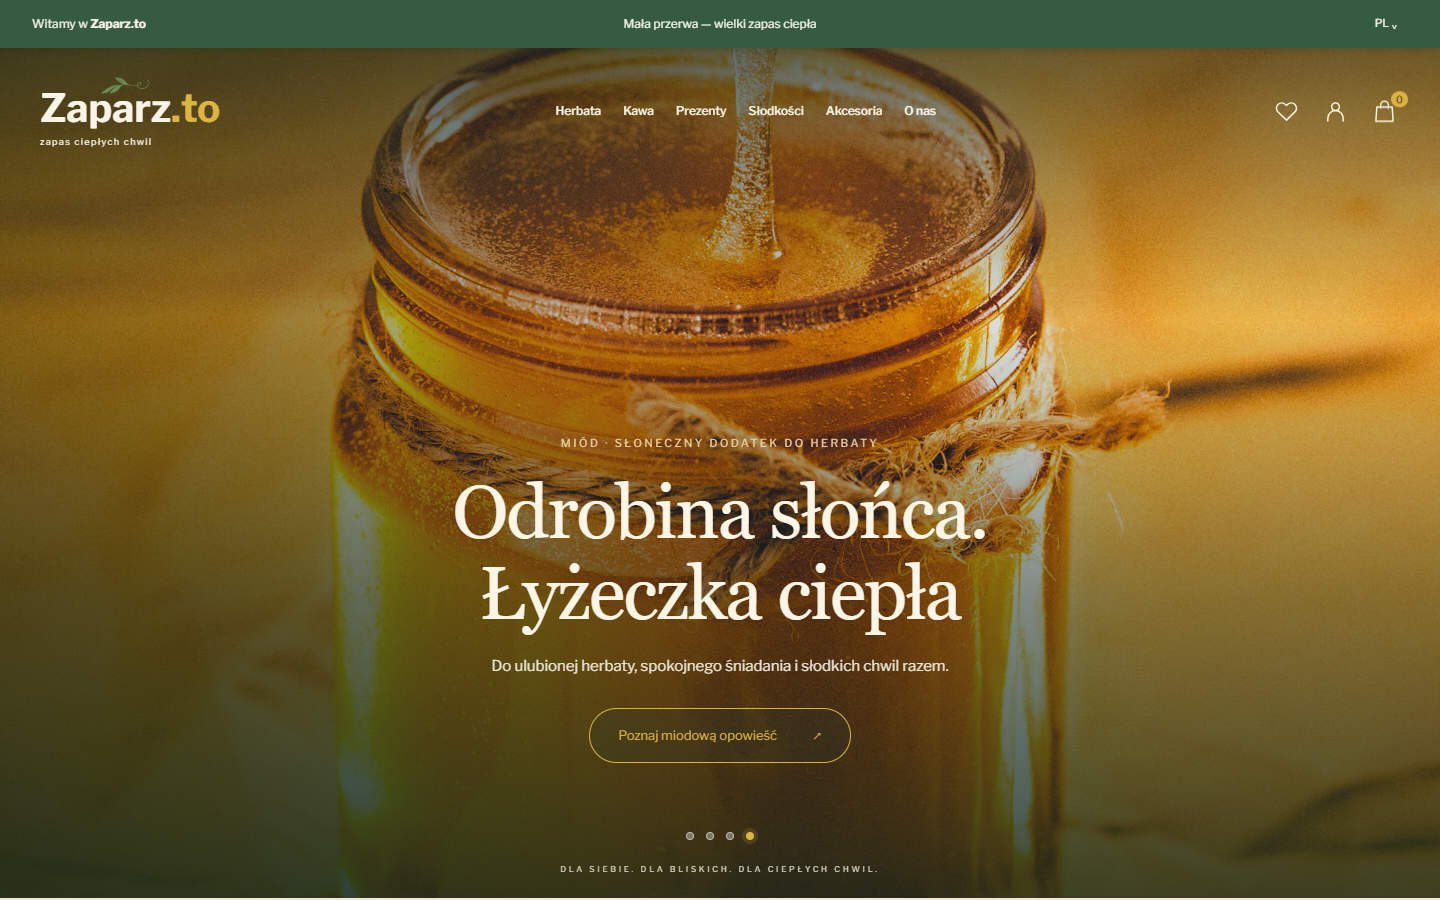 Witamy w Zaparz.to
Mała przerwa — wielki zapas ciepła
PL
Zaparz.to
zapas ciepłych chwil
Herbata
Kawa
Prezenty
Słodkości
Akcesoria
O nas
0
MIÓD · SŁONECZNY DODATEK DO HERBATY
Odrobina słońca.
Łyżeczka ciepła
Do ulubionej herbaty, spokojnego śniadania i słodkich chwil razem.
Poznaj miodową opowieść ↗
DLA SIEBIE. DLA BLISKICH. DLA CIEPŁYCH CHWIL.